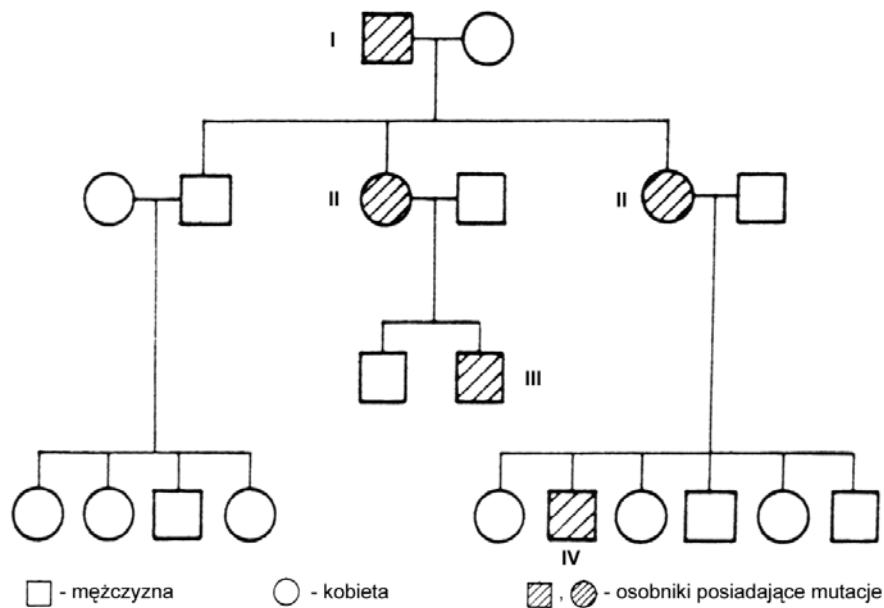 I
II
II
III
IV
- mężczyzna
- kobieta
, - osobniki posiadające mutacje